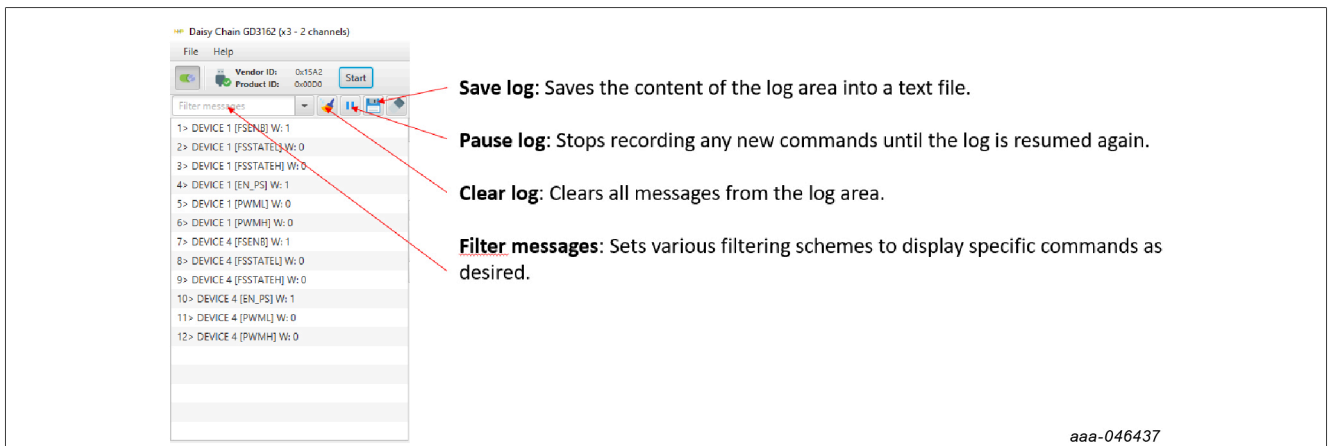 Daisy Chain GD3162 (x3 - 2 channels)
File Help
Vendor ID: 0x15A2
Product ID: 0x00D0
Start
Filter messages
1> DEVICE 1 [FSENB] W: 1
2> DEVICE 1 [FSSTATEL] W: 0
3> DEVICE 1 [FSSTATEH] W: 0
4> DEVICE 1 [EN_PS] W: 1
5> DEVICE 1 [PWML] W: 0
6> DEVICE 1 [PWMH] W: 0
7> DEVICE 4 [FSENB] W: 1
8> DEVICE 4 [FSSTATEL] W: 0
9> DEVICE 4 [FSSTATEH] W: 0
10> DEVICE 4 [EN_PS] W: 1
11> DEVICE 4 [PWML] W: 0
12> DEVICE 4 [PWMH] W: 0
Save log: Saves the content of the log area into a text file.
Pause log: Stops recording any new commands until the log is resumed again.
Clear log: Clears all messages from the log area.
Filter messages: Sets various filtering schemes to display specific commands as
desired.
aaa-046437